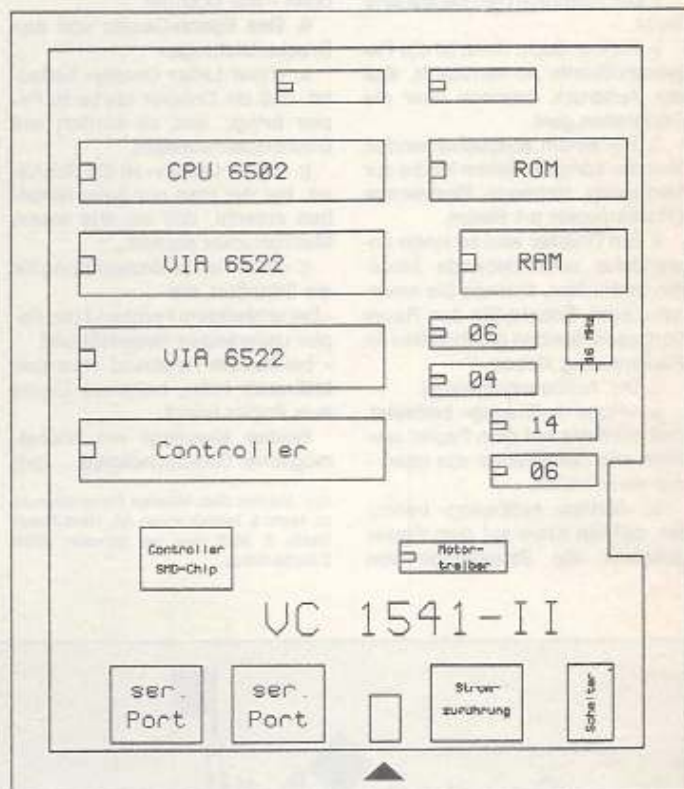 CPU 6502
ROM
VIA 6522
RAM
VIA 6522
06
16 MHz
04
14
Controller
06
Controller
SMD-Chip
Motor-
treiber
VC 1541-II
ser.
Port
ser.
Port
Strom-
zuführung
Schalter